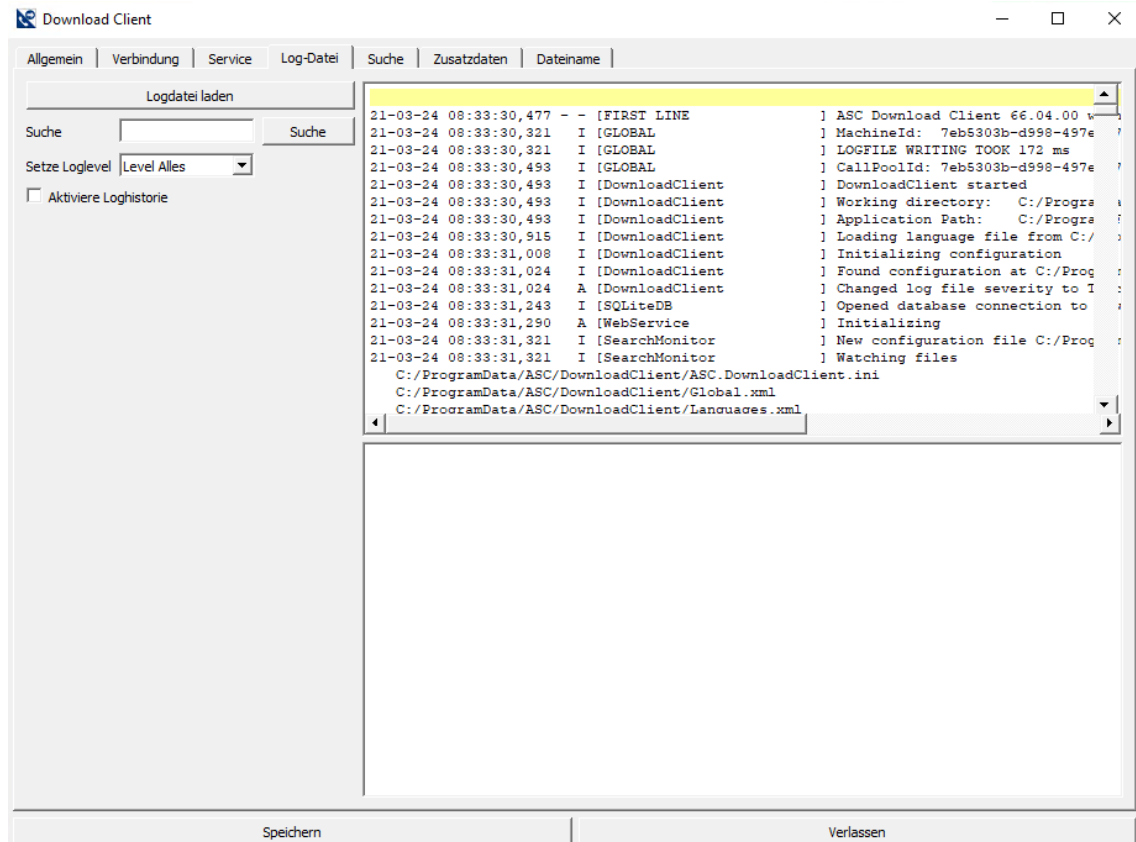 Download Client
Allgemein Verbindung Service Log-Datei Suche Zusatzdaten Dateiname
Logdatei laden
Suche Suche
Setze Loglevel Level Alles
Aktiviere Loghistorie
21-03-24 08:33:30,477 - - [FIRST LINE ] ASC Download Client 66.04.00
21-03-24 08:33:30,321 I [GLOBAL ] MachineId: 7eb5303b-d998-497e
21-03-24 08:33:30,321 I [GLOBAL ] LOGFILE WRITING TOOK 172 ms
21-03-24 08:33:30,493 I [GLOBAL ] CallPoolId: 7eb5303b-d998-497e
21-03-24 08:33:30,493 I [DownloadClient ] DownloadClient started
21-03-24 08:33:30,493 I [DownloadClient ] Working directory: C:/Progra
21-03-24 08:33:30,493 I [DownloadClient ] Application Path: C:/Progra
21-03-24 08:33:30,915 I [DownloadClient ] Loading language file from C:/
21-03-24 08:33:31,008 I [DownloadClient ] Initializing configuration
21-03-24 08:33:31,024 I [DownloadClient ] Found configuration at C:/Prog
21-03-24 08:33:31,024 A [DownloadClient ] Changed log file severity to T
21-03-24 08:33:31,243 I [SQLiteDB ] Opened database connection to
21-03-24 08:33:31,290 A [WebService ] Initializing
21-03-24 08:33:31,321 I [SearchMonitor ] New configuration file C:/Prog
21-03-24 08:33:31,321 I [SearchMonitor ] Watching files
C:/ProgramData/ASC/DownloadClient/ASC.DownloadClient.ini
C:/ProgramData/ASC/DownloadClient/Global.xml
C:/ProgramData/ASC/DownloadClient/Languages.xml
Speichern Verlassen